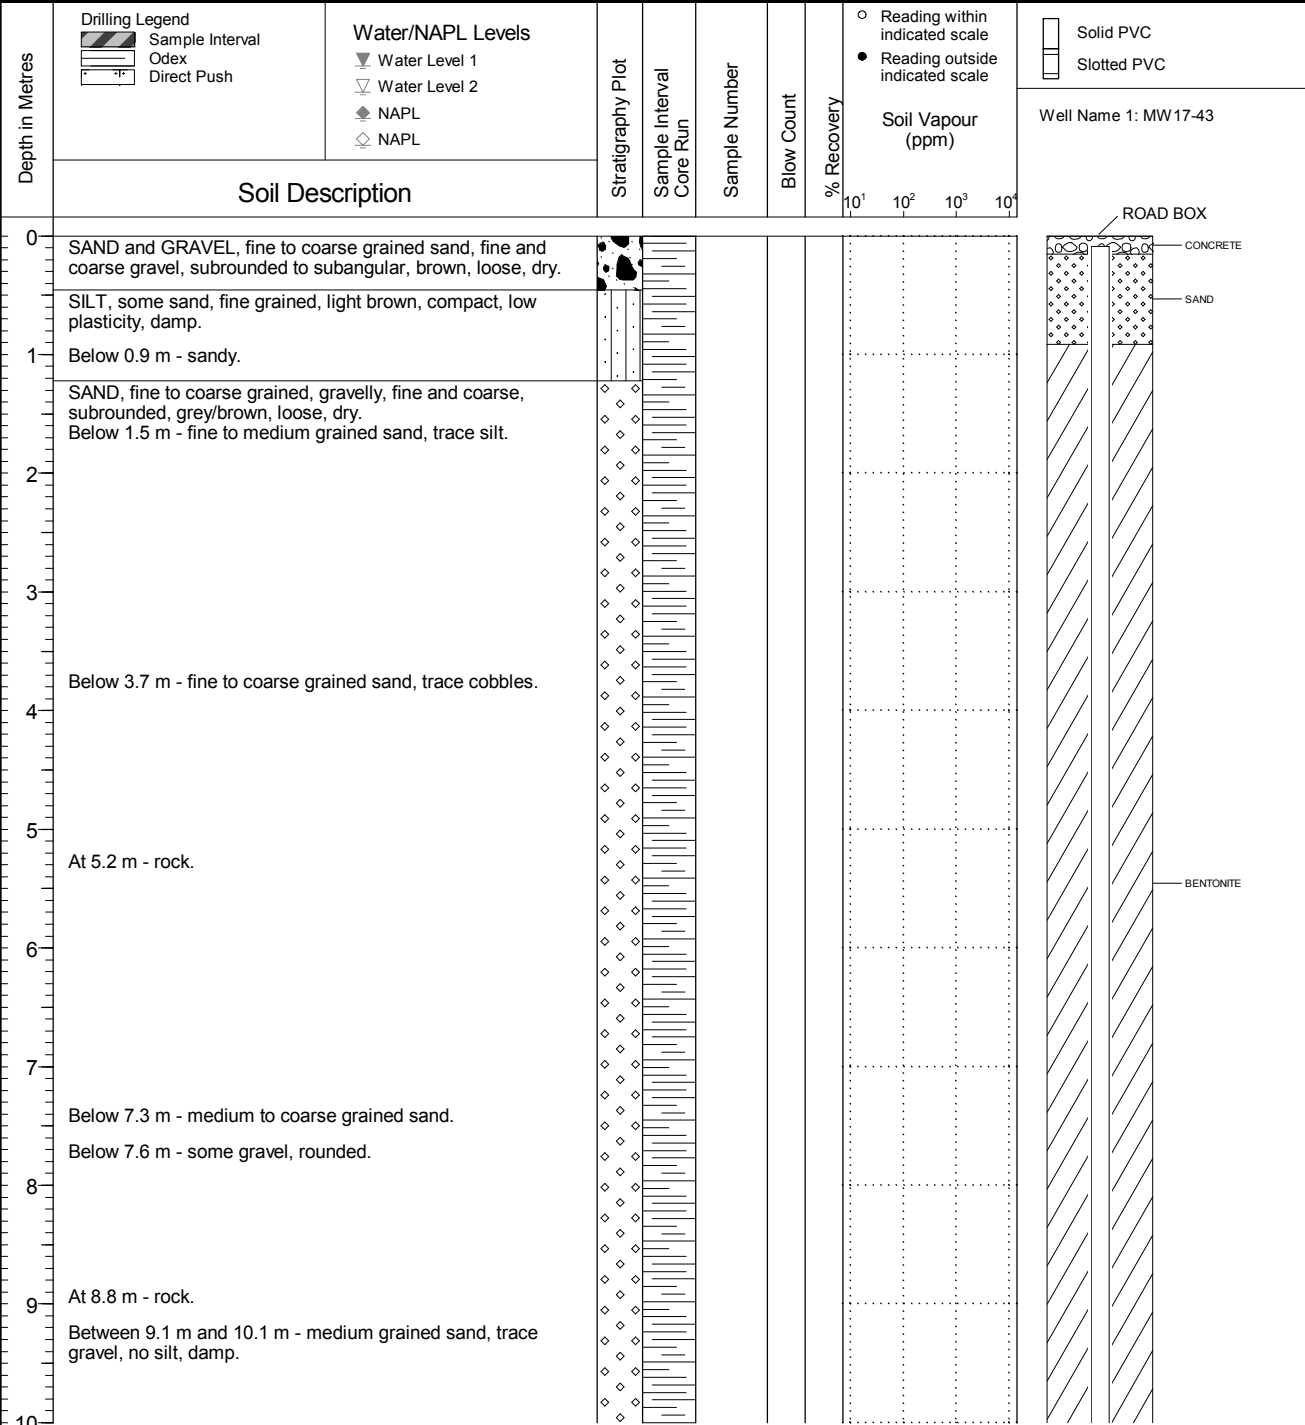 Depth in Metres
Drilling Legend
Sample Interval
Odex
Direct Push
Water/NAPL Levels
Water Level 1
Water Level 2
NAPL
NAPL
Soil Description
Stratigraphy Plot
Sample Interval
Core Run
Sample Number
Blow Count
% Recovery
Reading within
indicated scale
Reading outside
indicated scale
Soil Vapour
(ppm)
10¹ 10² 10³ 10⁴
Solid PVC
Slotted PVC
Well Name 1: MW17-43
ROAD BOX
CONCRETE
SAND
BENTONITE
0
SAND and GRAVEL, fine to coarse grained sand, fine and
coarse gravel, subrounded to subangular, brown, loose, dry.
SILT, some sand, fine grained, light brown, compact, low
plasticity, damp.
1
Below 0.9 m - sandy.
SAND, fine to coarse grained, gravelly, fine and coarse,
subrounded, grey/brown, loose, dry.
Below 1.5 m - fine to medium grained sand, trace silt.
2
3
Below 3.7 m - fine to coarse grained sand, trace cobbles.
4
5
At 5.2 m - rock.
6
7
Below 7.3 m - medium to coarse grained sand.
Below 7.6 m - some gravel, rounded.
8
At 8.8 m - rock.
9
Between 9.1 m and 10.1 m - medium grained sand, trace
gravel, no silt, damp.
10